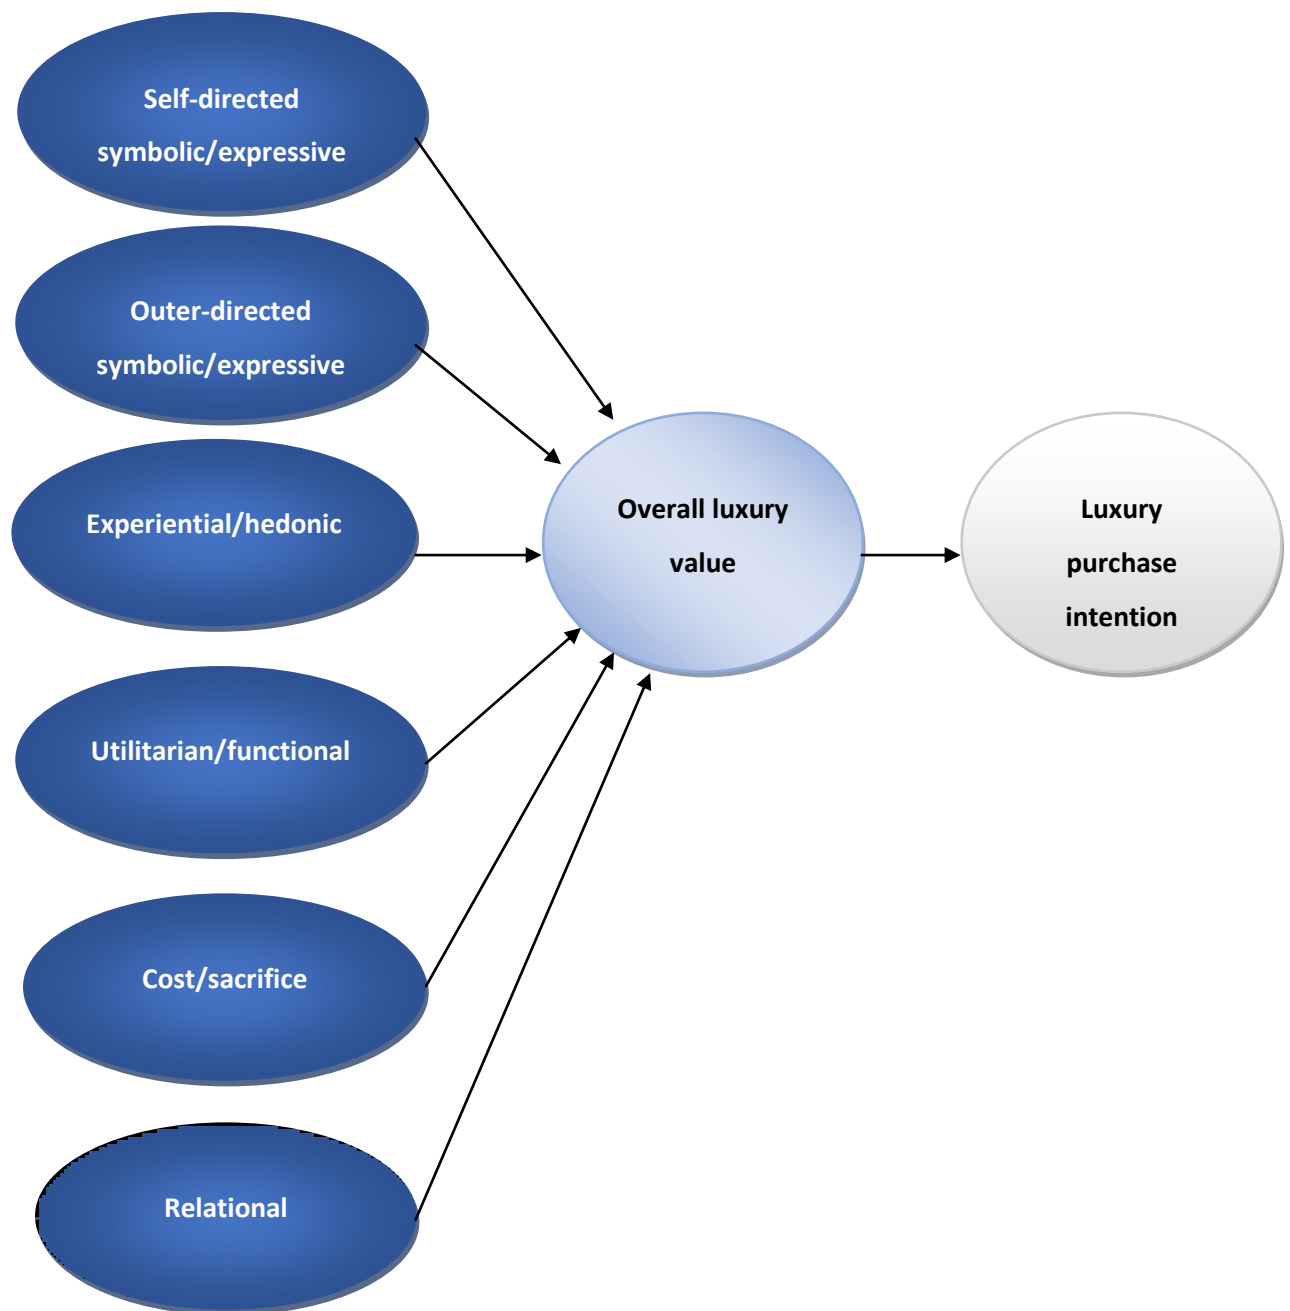 Self-directed
symbolic/expressive
Outer-directed
symbolic/expressive
Experiential/hedonic
Utilitarian/functional
Cost/sacrifice
Relational
Overall luxury
value
Luxury
purchase
intention